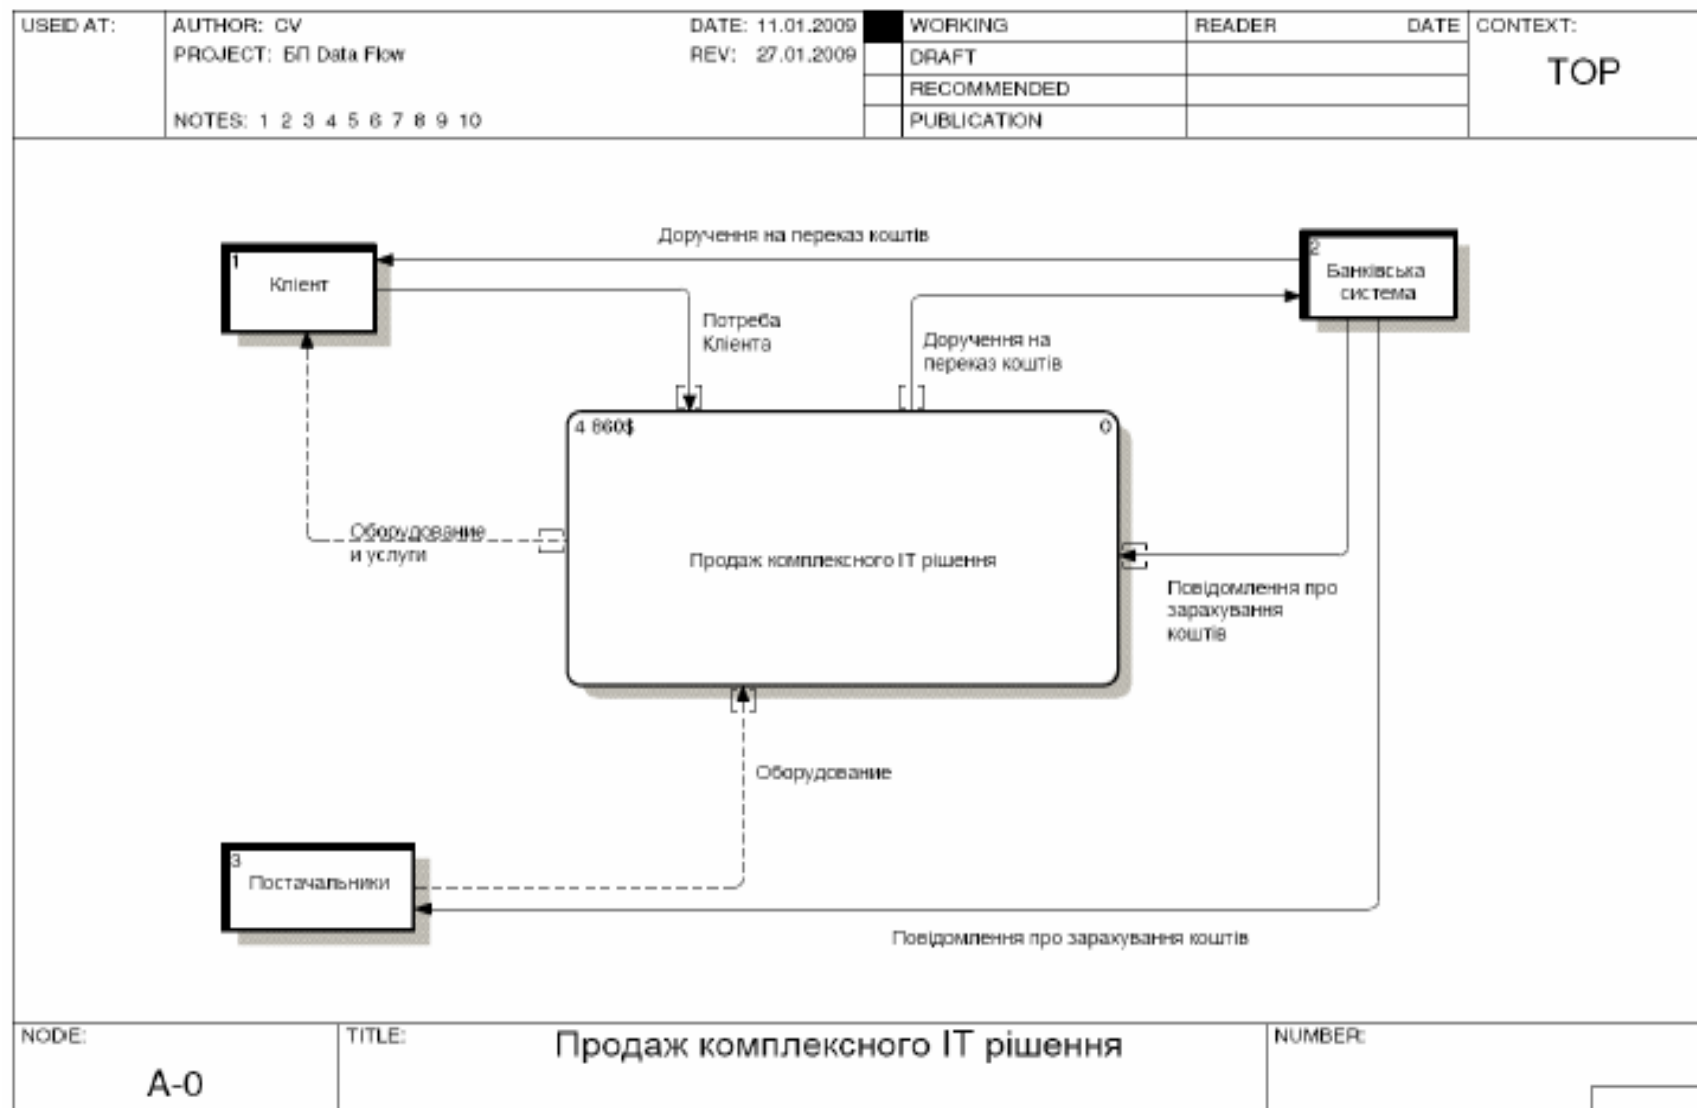 USED AT:
AUTHOR: CV
DATE: 11.01.2009
WORKING
READER
DATE
CONTEXT:
PROJECT: БП Data Flow
REV: 27.01.2009
DRAFT
TOP
RECOMMENDED
NOTES: 1 2 3 4 5 6 7 8 9 10
PUBLICATION
Доручення на переказ коштів
1
Клієнт
2
Банківська
система
Потреба
Клієнта
Доручення на
переказ коштів
4 860$
0
Оборудование
и услуги
Продаж комплексного ІТ рішення
Повідомлення про
зарахування
коштів
Оборудование
3
Постачальники
Повідомлення про зарахування коштів
NODE:
TITLE:
Продаж комплексного ІТ рішення
NUMBER:
A-0